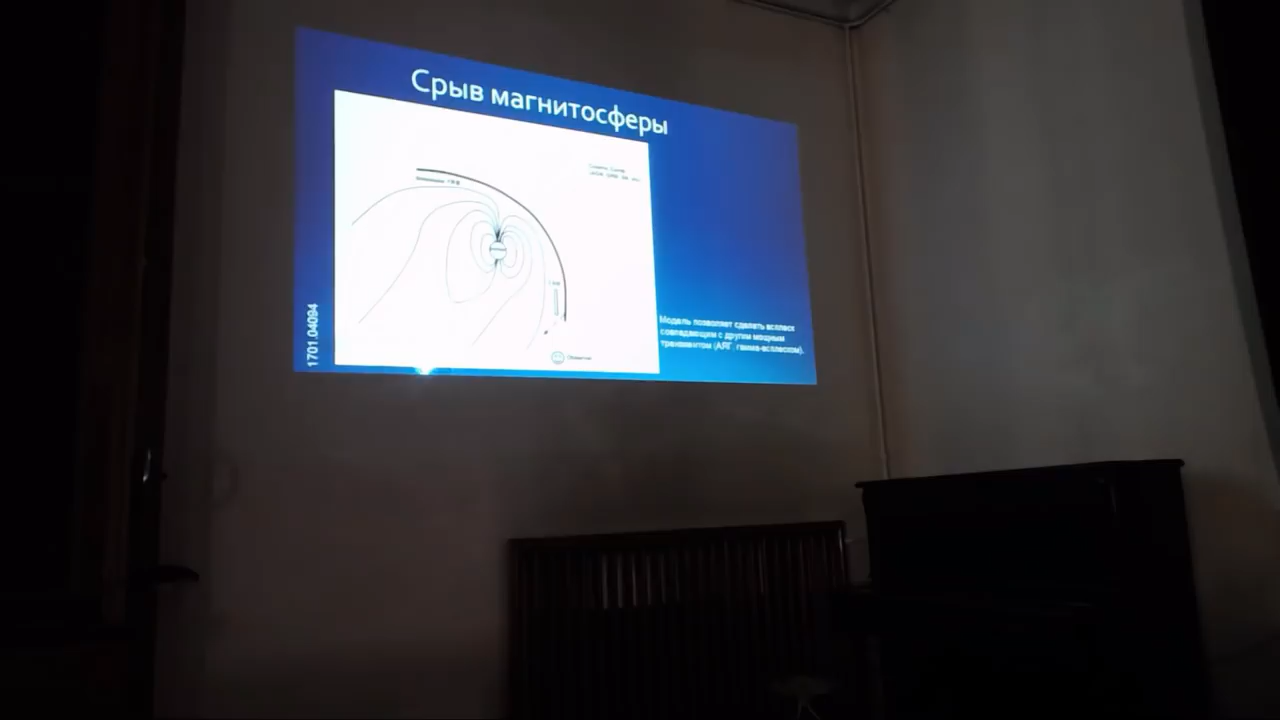 Срыв магнитосферы
1701.04094
Модель позволяет сделать всплеск
совпадающим с другим мощным
транзиентом (АЯГ, гамма-всплеском).